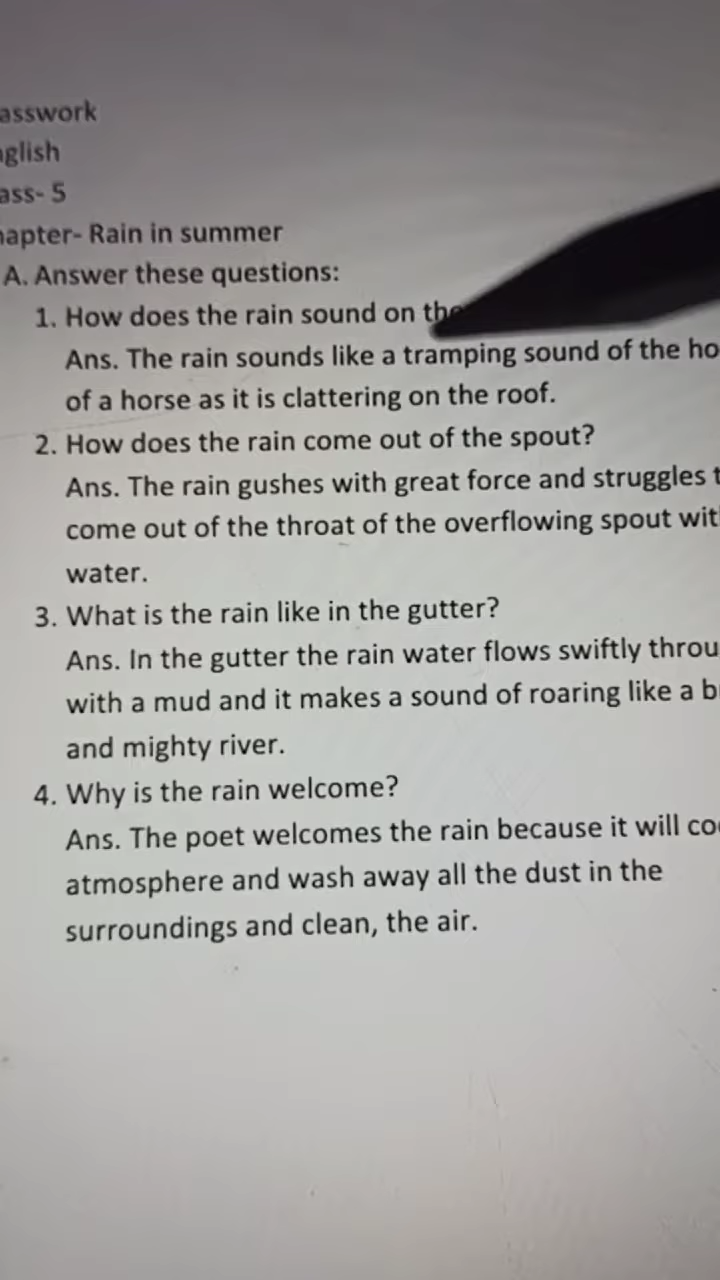 asswork
glish
ass- 5
apter- Rain in summer
A. Answer these questions:
1. How does the rain sound on the
Ans. The rain sounds like a tramping sound of the ho
of a horse as it is clattering on the roof.
2. How does the rain come out of the spout?
Ans. The rain gushes with great force and struggles t
come out of the throat of the overflowing spout wit
water.
3. What is the rain like in the gutter?
Ans. In the gutter the rain water flows swiftly throu
with a mud and it makes a sound of roaring like a b
and mighty river.
4. Why is the rain welcome?
Ans. The poet welcomes the rain because it will co
atmosphere and wash away all the dust in the
surroundings and clean, the air.